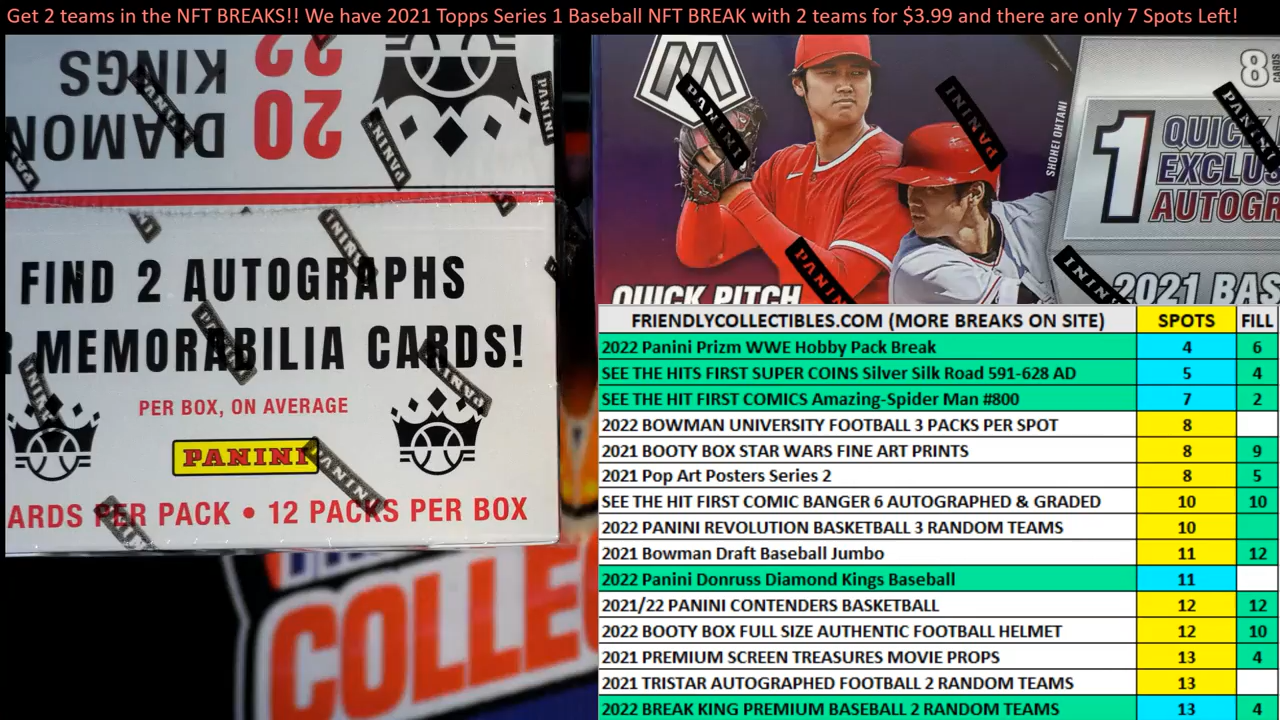 Get 2 teams in the NFT BREAKS!! We have 2021 Topps Series 1 Baseball NFT BREAK with 2 teams for $3.99 and there are only 7 Spots Left!
KINGS
DIAMON
20
22
PANINI
FIND 2 AUTOGRAPHS
R MEMORABILIA CARDS!
PER BOX, ON AVERAGE
PANINI
ARDS PER PACK • 12 PACKS PER BOX
COLLE
8
CARDS
SHOHEI OHTANI
1 QUICK
EXCLUS
AUTOGR
QUICK PITCH
2021 BAS
PANINI
FRIENDLYCOLLECTIBLES.COM (MORE BREAKS ON SITE) SPOTS FILL
2022 Panini Prizm WWE Hobby Pack Break 4 6
SEE THE HITS FIRST SUPER COINS Silver Silk Road 591-628 AD 5 4
SEE THE HIT FIRST COMICS Amazing-Spider Man #800 7 2
2022 BOWMAN UNIVERSITY FOOTBALL 3 PACKS PER SPOT 8
2021 BOOTY BOX STAR WARS FINE ART PRINTS 8 9
2021 Pop Art Posters Series 2 8 5
SEE THE HIT FIRST COMIC BANGER 6 AUTOGRAPHED & GRADED 10 10
2022 PANINI REVOLUTION BASKETBALL 3 RANDOM TEAMS 10
2021 Bowman Draft Baseball Jumbo 11 12
2022 Panini Donruss Diamond Kings Baseball 11
2021/22 PANINI CONTENDERS BASKETBALL 12 12
2022 BOOTY BOX FULL SIZE AUTHENTIC FOOTBALL HELMET 12 10
2021 PREMIUM SCREEN TREASURES MOVIE PROPS 13 4
2021 TRISTAR AUTOGRAPHED FOOTBALL 2 RANDOM TEAMS 13
2022 BREAK KING PREMIUM BASEBALL 2 RANDOM TEAMS 13 4